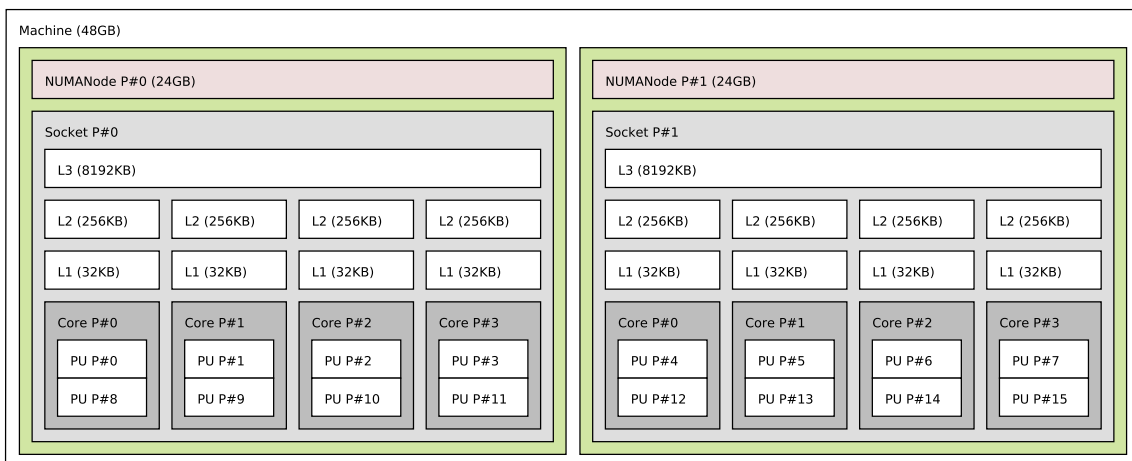 Machine (48GB)
NUMANode P#0 (24GB)
Socket P#0
L3 (8192KB)
L2 (256KB) L2 (256KB) L2 (256KB) L2 (256KB)
L1 (32KB) L1 (32KB) L1 (32KB) L1 (32KB)
Core P#0 Core P#1 Core P#2 Core P#3
PU P#0 PU P#1 PU P#2 PU P#3
PU P#8 PU P#9 PU P#10 PU P#11
NUMANode P#1 (24GB)
Socket P#1
L3 (8192KB)
L2 (256KB) L2 (256KB) L2 (256KB) L2 (256KB)
L1 (32KB) L1 (32KB) L1 (32KB) L1 (32KB)
Core P#0 Core P#1 Core P#2 Core P#3
PU P#4 PU P#5 PU P#6 PU P#7
PU P#12 PU P#13 PU P#14 PU P#15